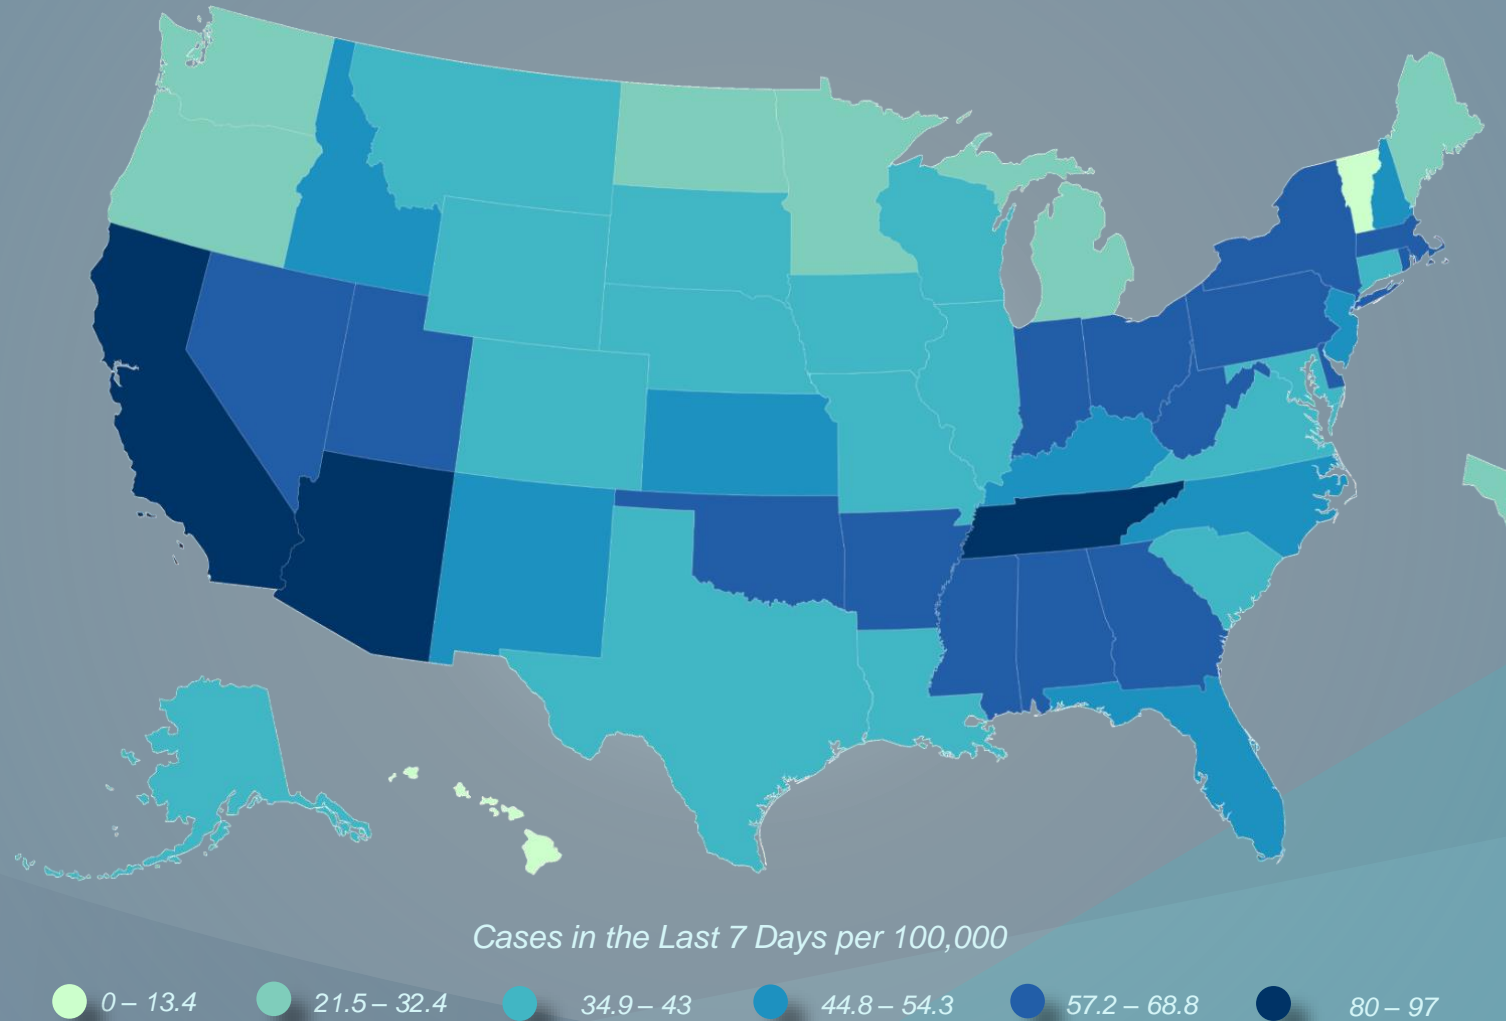 Cases in the Last 7 Days per 100,000
0 – 13.4 21.5 – 32.4 34.9 – 43 44.8 – 54.3 57.2 – 68.8 80 – 97